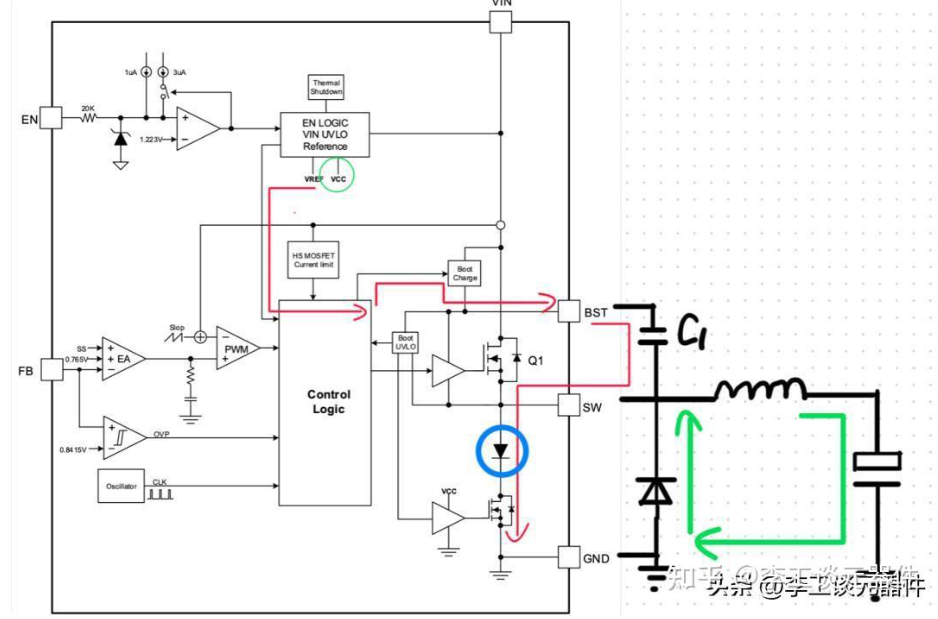 VIN
1uA
3uA
Thermal
Shutdown
EN
20K
+
1.223V
−
EN LOGIC
VIN UVLO
Reference
VREF
VCC
HS MOSFET
Current limit
Boot
Charge
BST
C1
Slop
SS
+
0.765V
+
EA
−
−
PWM
+
FB
Boot
UVLO
Q1
Control
Logic
SW
+
0.8415V
−
OVP
Oscillator
CLK
VCC
GND
知乎 @李工谈元器件
头条 @李工谈元器件